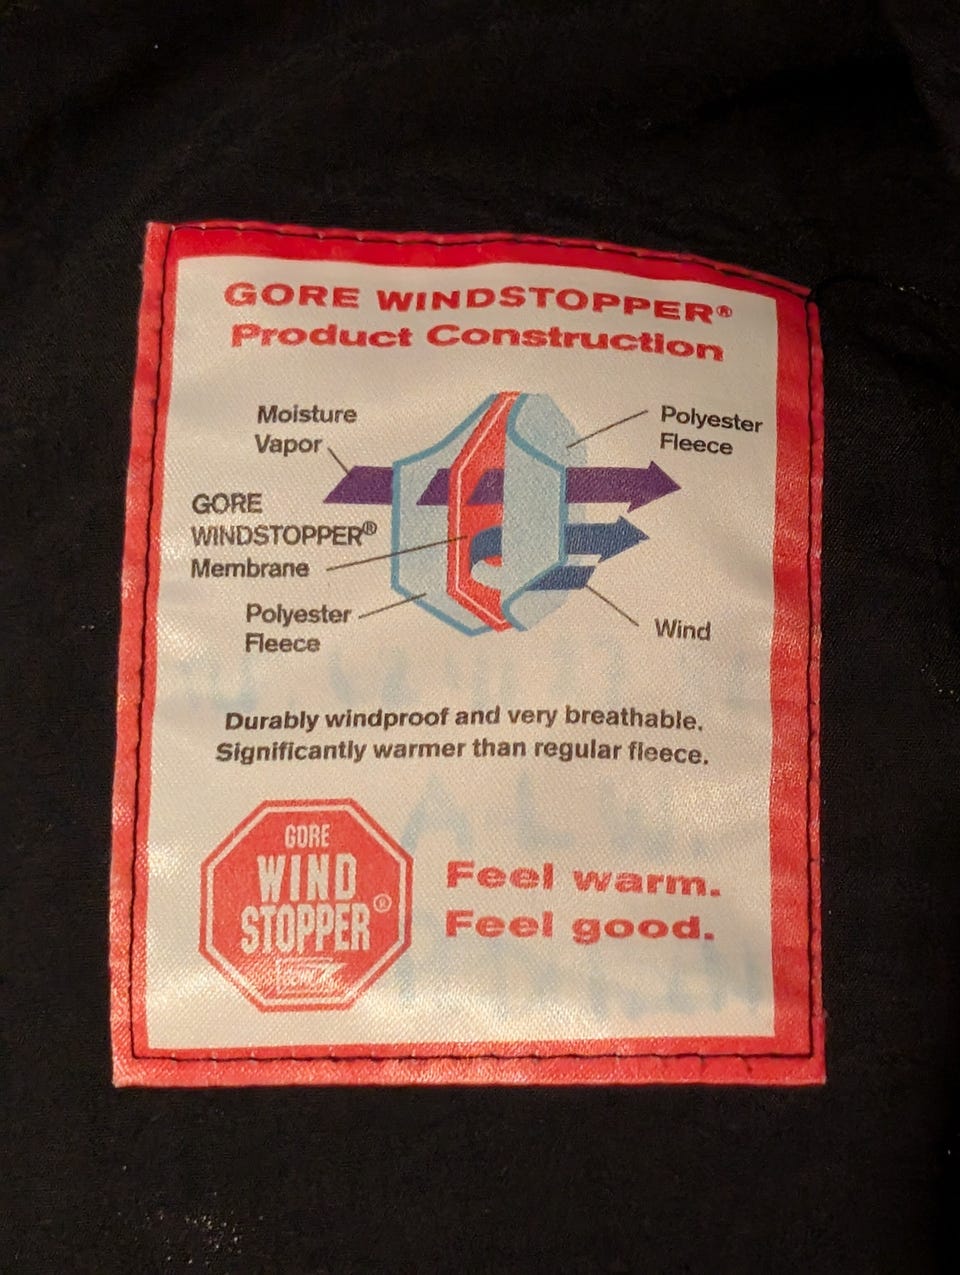 GORE WINDSTOPPER®
Product Construction
Moisture
Vapor
Polyester
Fleece
GORE
WINDSTOPPER®
Membrane
Polyester
Fleece
Wind
Durably windproof and very breathable.
Significantly warmer than regular fleece.
GORE
WIND
STOPPER®
GORE
Feel warm.
Feel good.